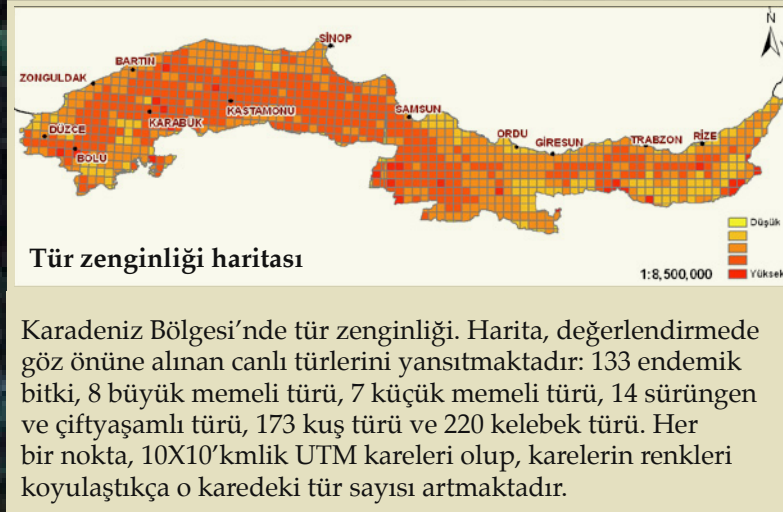 N
SİNOP
BARTIN
ZONGULDAK
KASTAMONU
SAMSUN
KARABÜK
DÜZCE
ORDU
GİRESUN
TRABZON
RİZE
BOLU
Düşük
Tür zenginliği haritası
1:8,500,000
Yüksek
Karadeniz Bölgesi’nde tür zenginliği. Harita, değerlendirmede
göz önüne alınan canlı türlerini yansıtmaktadır: 133 endemik
bitki, 8 büyük memeli türü, 7 küçük memeli türü, 14 sürüngen
ve çiftyaşamlı türü, 173 kuş türü ve 220 kelebek türü. Her
bir nokta, 10X10’kmlik UTM kareleri olup, karelerin renkleri
koyulaştıkça o karedeki tür sayısı artmaktadır.